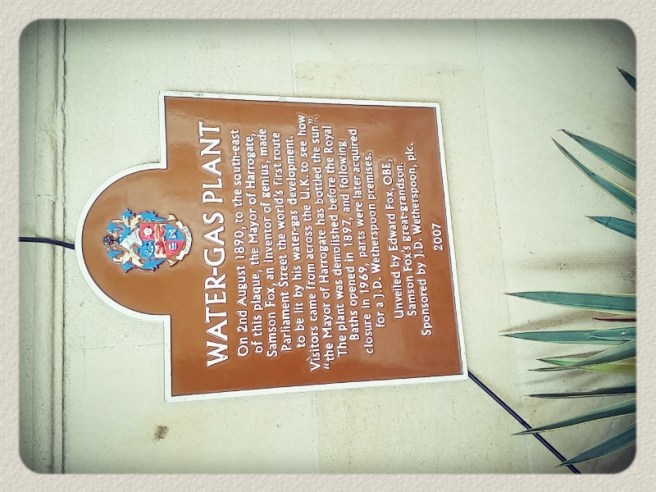 WATER-GAS PLANT
On 2nd August 1890, to the south-east
of this plaque, the Mayor of Harrogate,
Samson Fox, an inventor of genius, made
Parliament Street the world's first route
to be lit by his water-gas development.
Visitors came from across the U.K. to see how
"the Mayor of Harrogate has bottled the sun".
The plant was demolished before the Royal
Baths opened in 1897, and following
closure in 1969, parts were later acquired
for a J.D. Wetherspoon premises.
Unveiled by Edward Fox, OBE,
Samson Fox's great-grandson.
Sponsored by J.D. Wetherspoon, plc.
2007